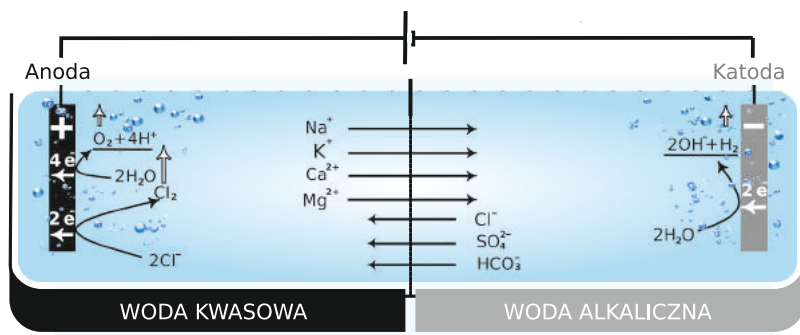 Anoda
Katoda
+
−
O₂+4H⁺
4 e⁻
2H₂O
Cl₂
2 e⁻
2Cl⁻
Na⁺
K⁺
Ca²⁺
Mg²⁺
Cl⁻
SO₄²⁻
HCO₃⁻
2OH⁻+H₂
2 e⁻
2H₂O
WODA KWASOWA
WODA ALKALICZNA